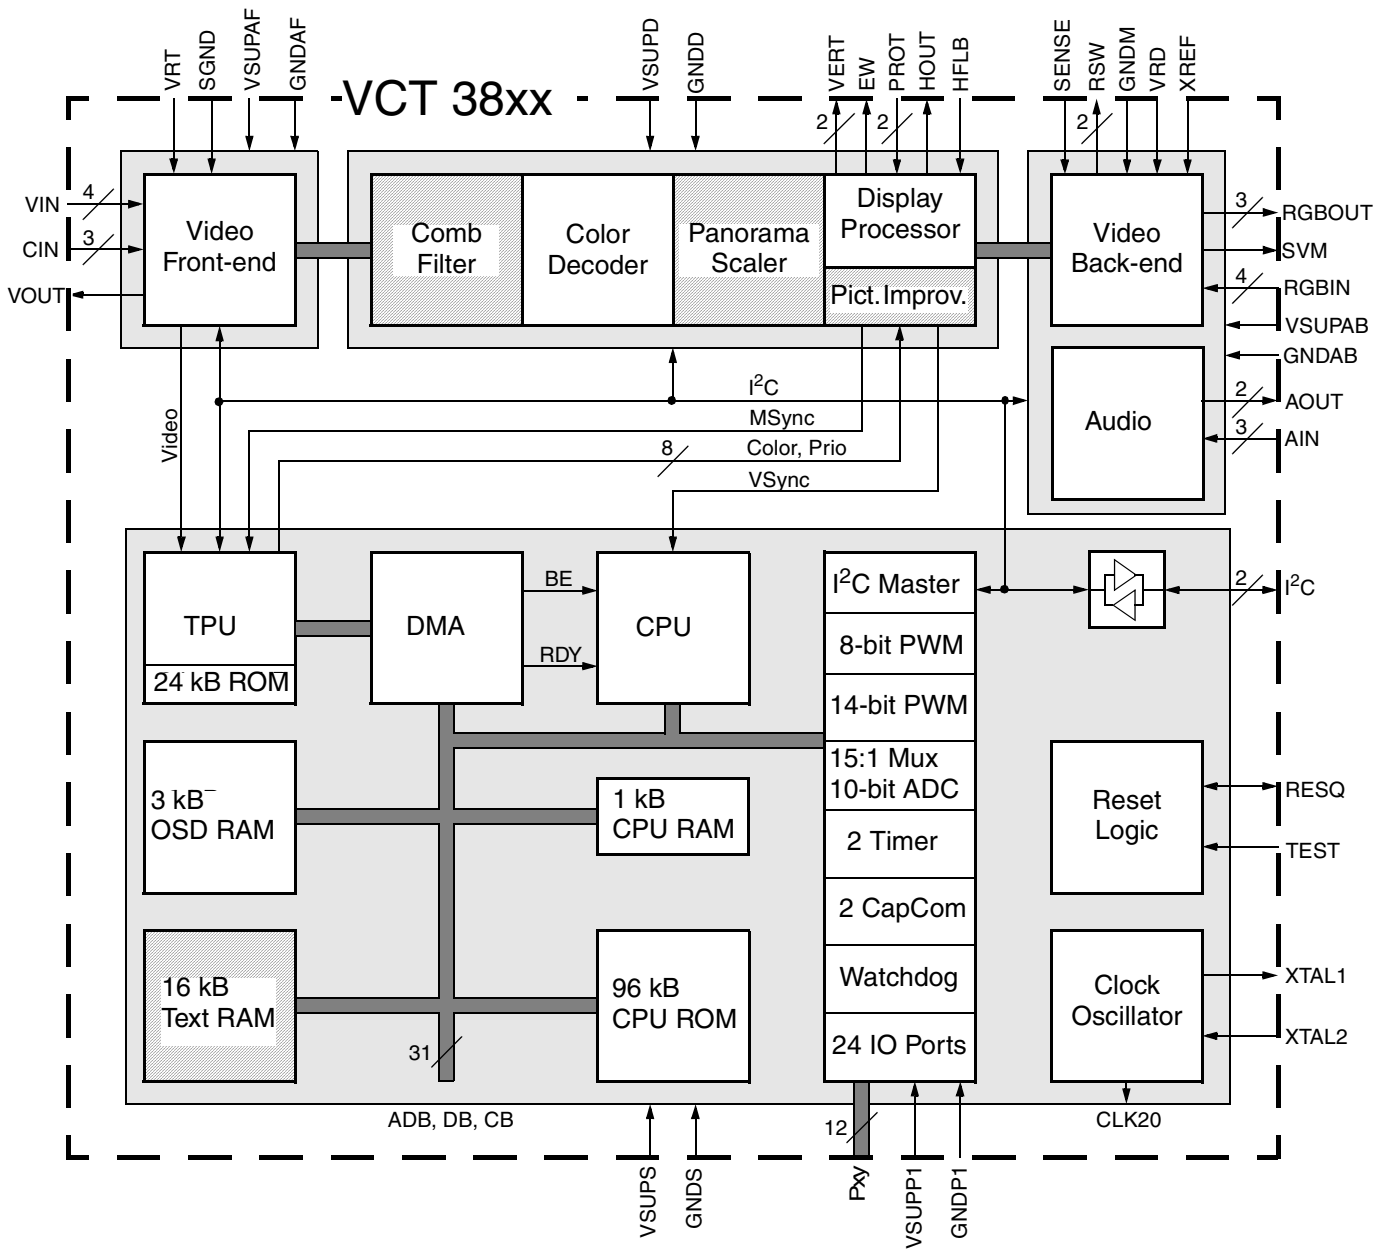 VRT
SGND
VSUPAF
GNDAF
VSUPD
GNDD
VERT
EW
PROT
HOUT
HFLB
SENSE
RSW
GNDM
VRD
XREF
VCT 38xx
2
2
2
VIN
4
CIN
3
VOUT
Video
Front-end
Comb
Filter
Color
Decoder
Panorama
Scaler
Display
Processor
Pict. Improv.
Video
Back-end
3
RGBOUT
SVM
4
RGBIN
VSUPAB
GNDAB
Audio
2
AOUT
3
AIN
Video
I²C
MSync
8
Color, Prio
VSync
TPU
24 kB ROM
DMA
BE
RDY
CPU
I²C Master
8-bit PWM
14-bit PWM
15:1 Mux
10-bit ADC
2 Timer
2 CapCom
Watchdog
24 IO Ports
2
I²C
3 kB
OSD RAM
1 kB
CPU RAM
Reset
Logic
RESQ
TEST
16 kB
Text RAM
96 kB
CPU ROM
Clock
Oscillator
XTAL1
XTAL2
31
ADB, DB, CB
12
CLK20
VSUPS
GNDS
Pxy
VSUPP1
GNDP1